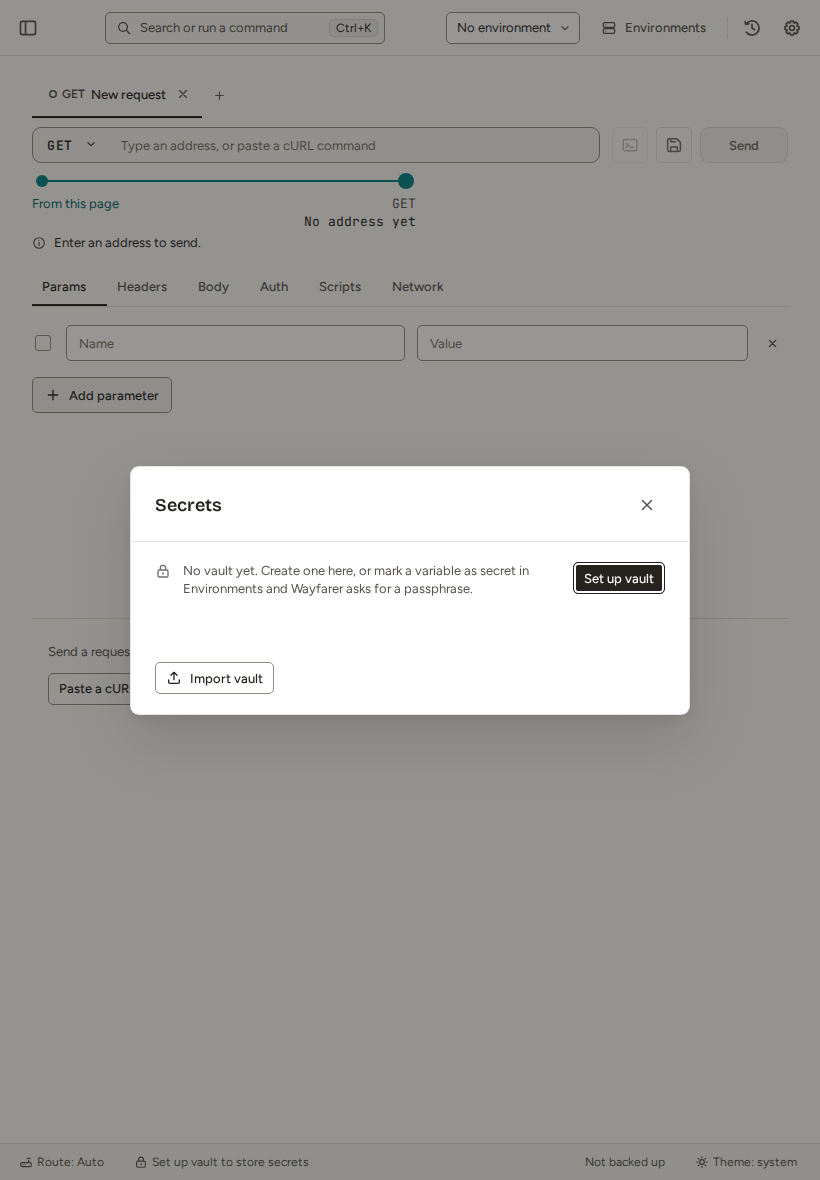 Search or run a command Ctrl+K No environment Environments
GET New request
GET Type an address, or paste a cURL command Send
From this page GET
No address yet
Enter an address to send.
Params Headers Body Auth Scripts Network
Name Value
Add parameter
Secrets
No vault yet. Create one here, or mark a variable as secret in
Environments and Wayfarer asks for a passphrase.
Set up vault
Send a reques
Import vault
Paste a cUR
Route: Auto Set up vault to store secrets Not backed up Theme: system